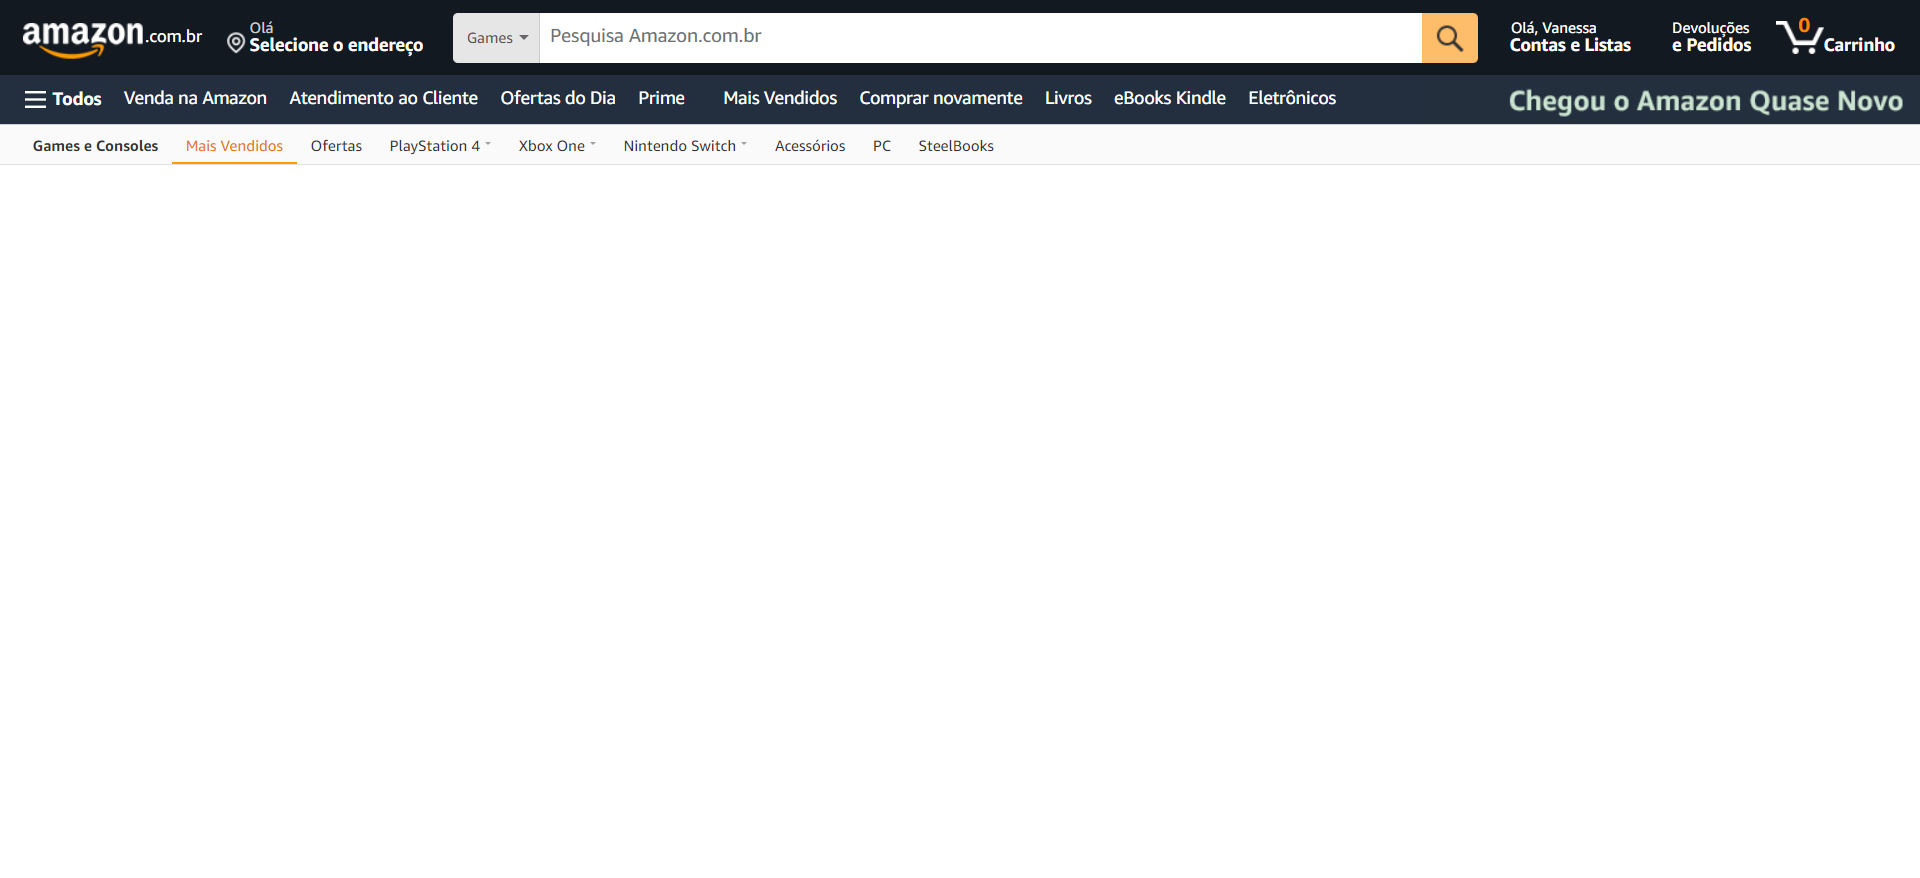 amazon.com.br
Olá
Selecione o endereço
Games
Pesquisa Amazon.com.br
Olá, Vanessa
Contas e Listas
Devoluções
e Pedidos
0
Carrinho
Todos Venda na Amazon Atendimento ao Cliente Ofertas do Dia Prime Mais Vendidos Comprar novamente Livros eBooks Kindle Eletrônicos Chegou o Amazon Quase Novo
Games e Consoles Mais Vendidos Ofertas PlayStation 4 Xbox One Nintendo Switch Acessórios PC SteelBooks